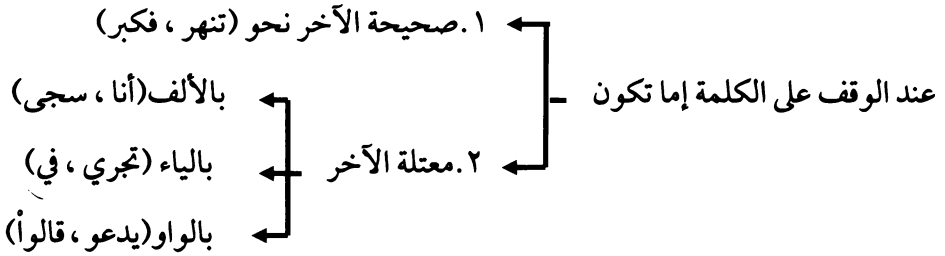 ١.صحيحة الآخر نحو (تنهر ، فكبر)
عند الوقف على الكلمة إما تكون
بالألف(أنا ، سجى)
٢.معتلة الآخر
بالياء (تجري ، في)
بالواو(يدعو ، قالواْ)